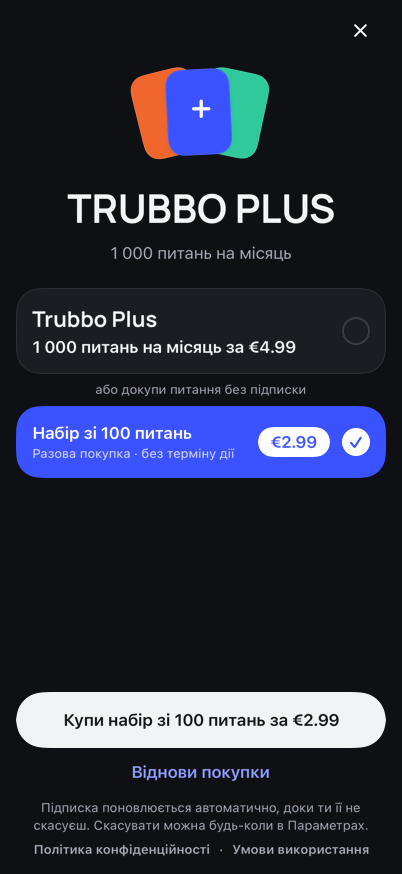 TRUBBO PLUS
1 000 питань на місяць
Trubbo Plus
1 000 питань на місяць за €4.99
або докупи питання без підписки
Набір зі 100 питань
Разова покупка · без терміну дії
€2.99
Купи набір зі 100 питань за €2.99
Віднови покупки
Підписка поновлюється автоматично, доки ти її не
скасуєш. Скасувати можна будь-коли в Параметрах.
Політика конфіденційності · Умови використання